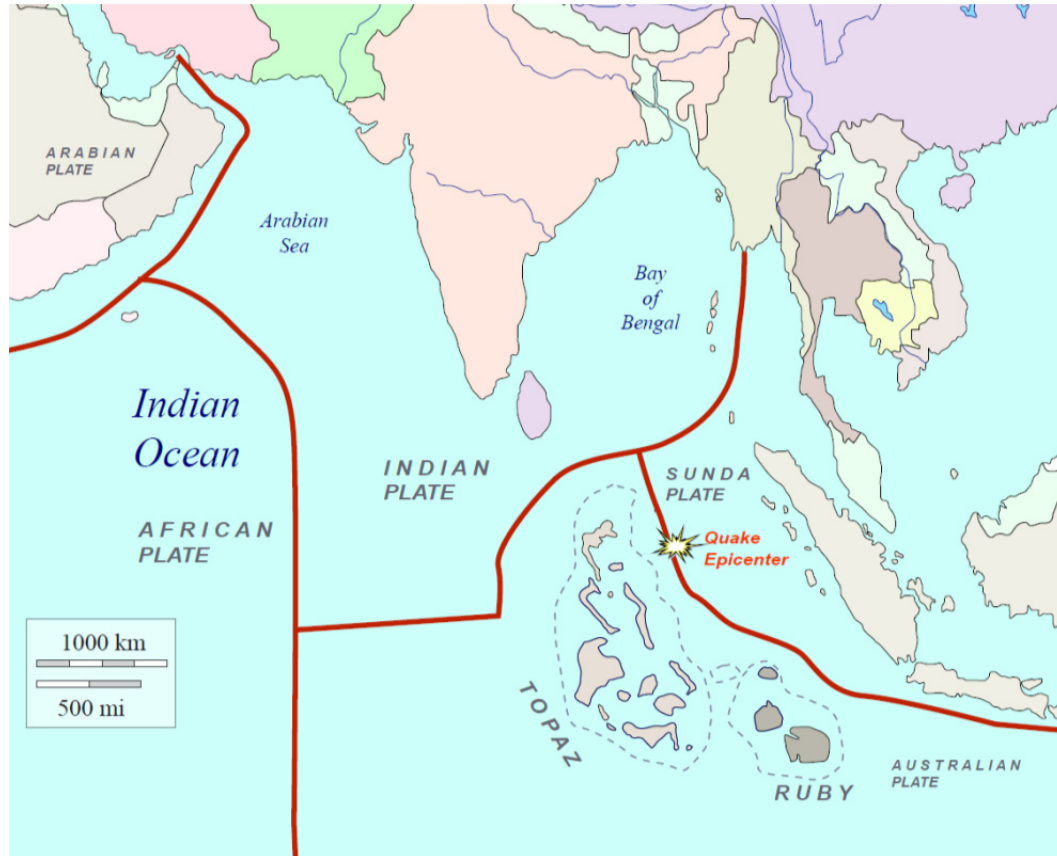 ARABIAN
PLATE
Arabian
Sea
Bay
of
Bengal
Indian
Ocean
INDIAN
PLATE
SUNDA
PLATE
AFRICAN
PLATE
Quake
Epicenter
1000 km
500 mi
TOPAZ
RUBY
AUSTRALIAN
PLATE